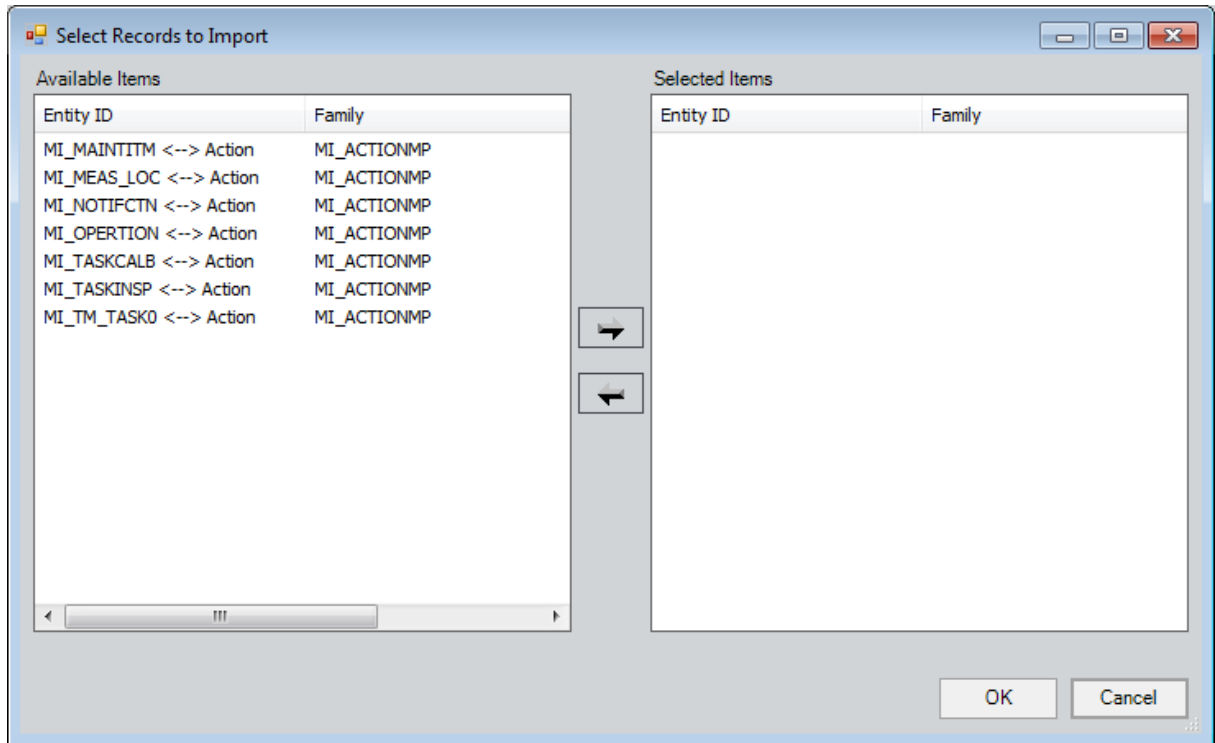 Select Records to Import
Available Items
Selected Items
Entity ID Family
Entity ID Family
MI_MAINTITM <--> Action MI_ACTIONMP
MI_MEAS_LOC <--> Action MI_ACTIONMP
MI_NOTIFCTN <--> Action MI_ACTIONMP
MI_OPERTION <--> Action MI_ACTIONMP
MI_TASKCALB <--> Action MI_ACTIONMP
MI_TASKINSP <--> Action MI_ACTIONMP
MI_TM_TASK0 <--> Action MI_ACTIONMP
OK
Cancel